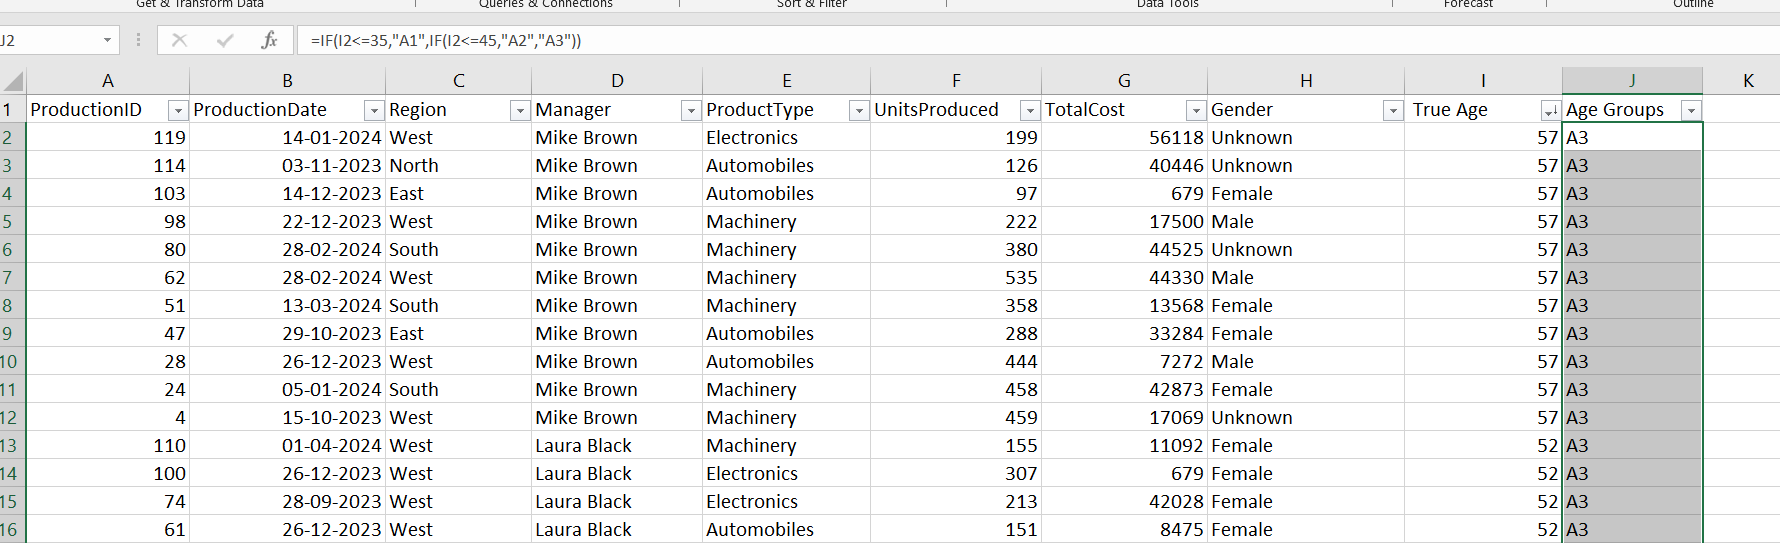 Get & Transform Data Queries & Connections Sort & Filter Data Tools Forecast Outline
J2 fx =IF(I2<=35,"A1",IF(I2<=45,"A2","A3"))
A B C D E F G H I J K
1 ProductionID ProductionDate Region Manager ProductType UnitsProduced TotalCost Gender True Age Age Groups
2 119 14-01-2024 West Mike Brown Electronics 199 56118 Unknown 57 A3
3 114 03-11-2023 North Mike Brown Automobiles 126 40446 Unknown 57 A3
4 103 14-12-2023 East Mike Brown Automobiles 97 679 Female 57 A3
5 98 22-12-2023 West Mike Brown Machinery 222 17500 Male 57 A3
6 80 28-02-2024 South Mike Brown Machinery 380 44525 Unknown 57 A3
7 62 28-02-2024 West Mike Brown Machinery 535 44330 Male 57 A3
8 51 13-03-2024 South Mike Brown Machinery 358 13568 Female 57 A3
9 47 29-10-2023 East Mike Brown Automobiles 288 33284 Female 57 A3
10 28 26-12-2023 West Mike Brown Automobiles 444 7272 Male 57 A3
11 24 05-01-2024 South Mike Brown Machinery 458 42873 Female 57 A3
12 4 15-10-2023 West Mike Brown Machinery 459 17069 Unknown 57 A3
13 110 01-04-2024 West Laura Black Machinery 155 11092 Female 52 A3
14 100 26-12-2023 West Laura Black Electronics 307 679 Female 52 A3
15 74 28-09-2023 West Laura Black Electronics 213 42028 Female 52 A3
16 61 26-12-2023 West Laura Black Automobiles 151 8475 Female 52 A3